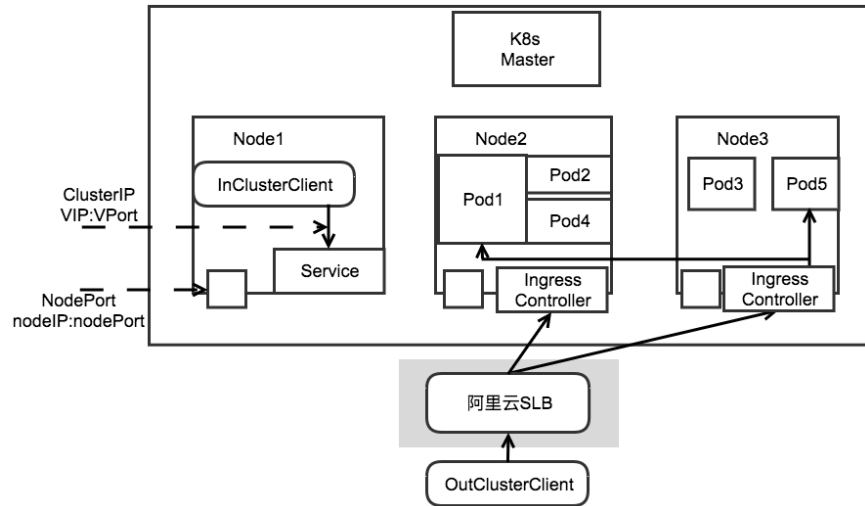 K8s
Master
Node1
Node2
Node3
InClusterClient
ClusterIP
VIP:VPort
Pod1
Pod2
Pod4
Pod3
Pod5
Service
NodePort
nodeIP:nodePort
Ingress
Controller
Ingress
Controller
阿里云SLB
OutClusterClient